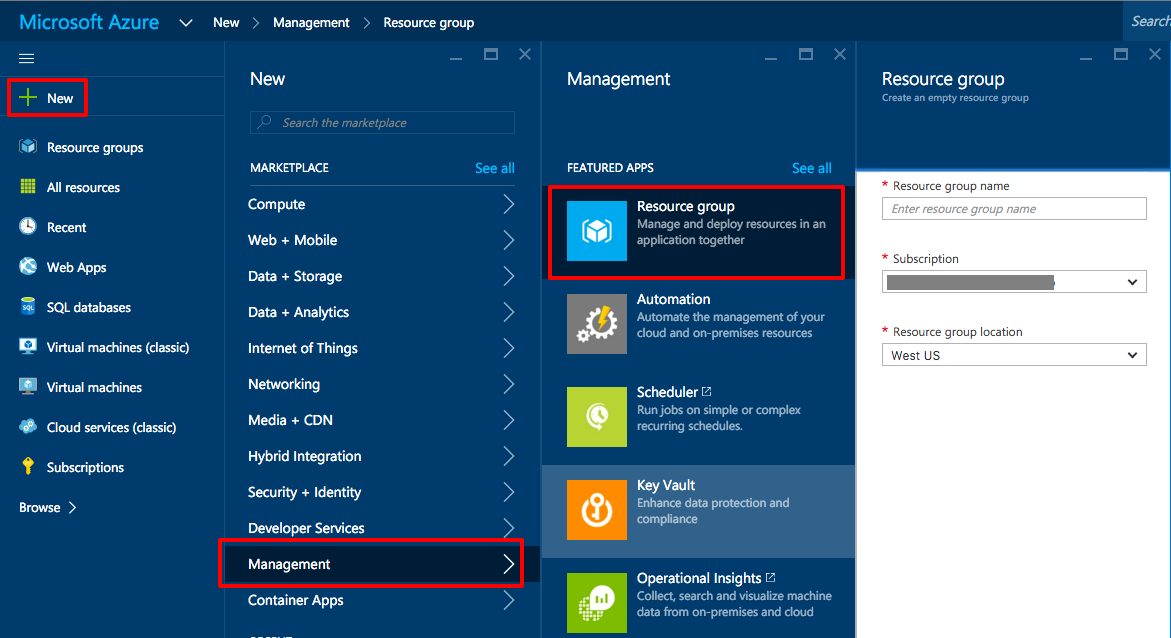 Microsoft Azure New > Management > Resource group Search
New
Resource groups
All resources
Recent
Web Apps
SQL
SQL databases
Virtual machines (classic)
Virtual machines
Cloud services (classic)
Subscriptions
Browse >
New
Search the marketplace
MARKETPLACE See all
Compute
Web + Mobile
Data + Storage
Data + Analytics
Internet of Things
Networking
Media + CDN
Hybrid Integration
Security + Identity
Developer Services
Management
Container Apps
Management
FEATURED APPS See all
Resource group
Manage and deploy resources in an
application together
Automation
Automate the management of your
cloud and on-premises resources
Scheduler
Run jobs on simple or complex
recurring schedules.
Key Vault
Enhance data protection and
compliance
Operational Insights
Collect, search and visualize machine
data from on-premises and cloud
Resource group
Create an empty resource group
* Resource group name
Enter resource group name
* Subscription
* Resource group location
West US